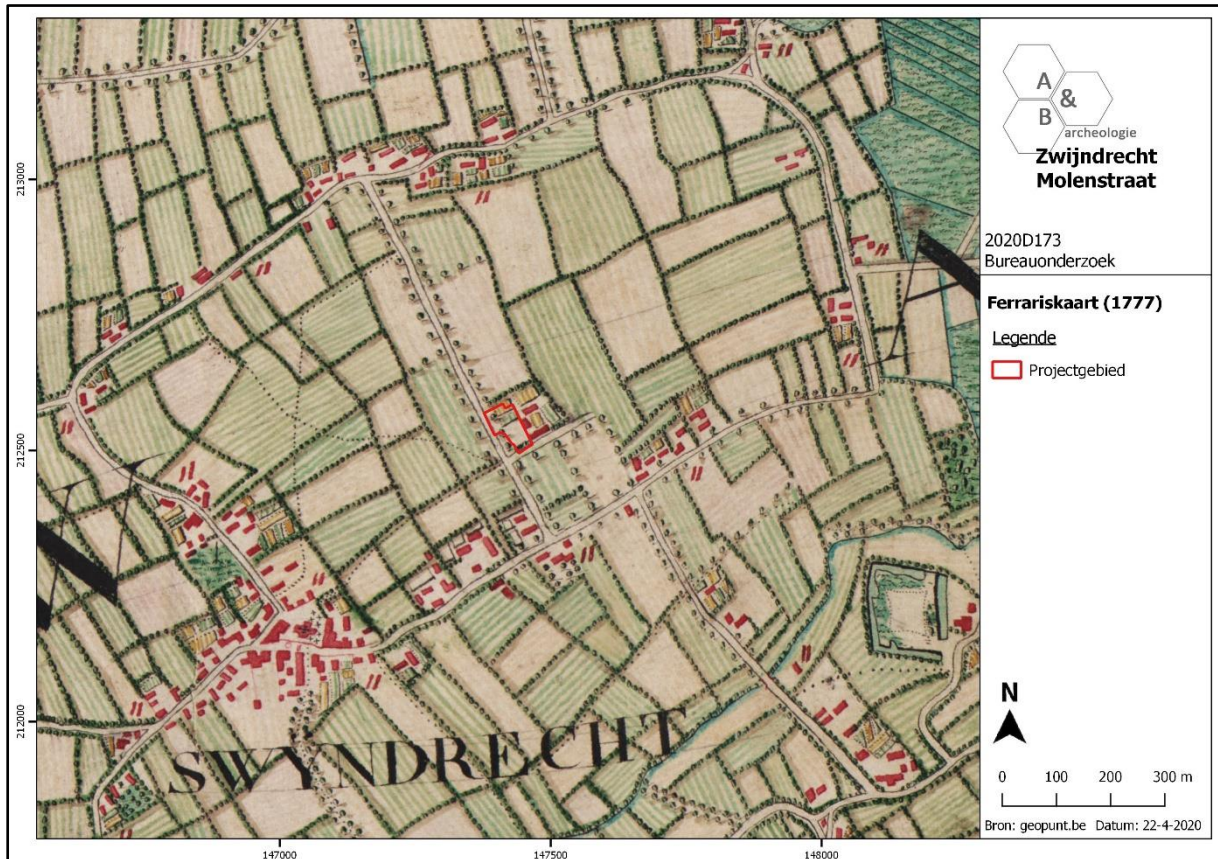 A
&
B
archeologie
Zwijndrecht
Molenstraat
2020D173
Bureauonderzoek
Ferrariskaart (1777)
Legende
Projectgebied
N
0 100 200 300 m
Bron: geopunt.be Datum: 22-4-2020
213000
212500
212000
147000 147500 148000
SWYNDRECHT